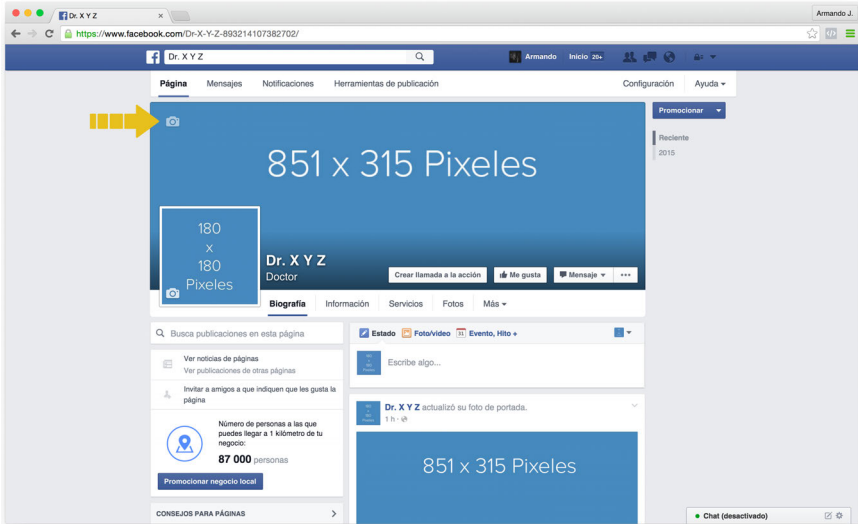 Dr. X Y Z
Armando J.
https://www.facebook.com/Dr-X-Y-Z-893214107382702/
Dr. X Y Z
Armando Inicio 20+
Página Mensajes Notificaciones Herramientas de publicación Configuración Ayuda
Promocionar
Reciente
2015
851 x 315 Pixeles
180
x
180
Pixeles
Dr. X Y Z
Doctor
Crear llamada a la acción Me gusta Mensaje
Biografía Información Servicios Fotos Más
Busca publicaciones en esta página
Ver noticias de páginas
Ver publicaciones de otras páginas
Invitar a amigos a que indiquen que les gusta la
página
Número de personas a las que
puedes llegar a 1 kilómetro de tu
negocio:
87 000 personas
Promocionar negocio local
CONSEJOS PARA PÁGINAS
Estado Foto/video 31 Evento, Hito +
Escribe algo...
Dr. X Y Z actualizó su foto de portada.
1 h
851 x 315 Pixeles
Chat (desactivado)